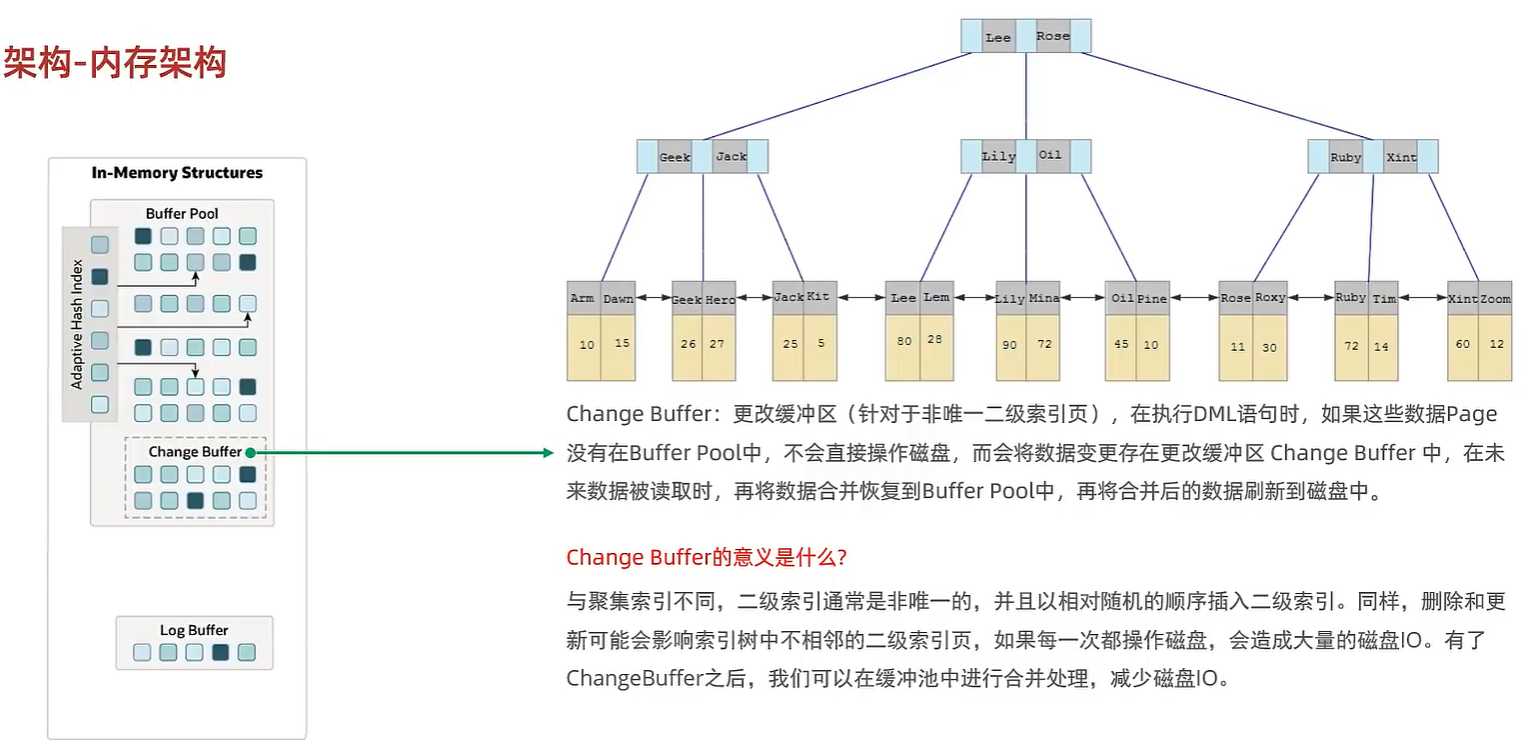 架构-内存架构
In-Memory Structures
Buffer Pool
Adaptive Hash Index
Change Buffer
Log Buffer
Lee Rose
Geek Jack
Lily Oil
Ruby Xint
Arm Dawn Geek Hero Jack Kit Lee Lem Lily Mina Oil Pine Rose Roxy Ruby Tim Xint Zoom
10 15 26 27 25 5 80 28 90 72 45 10 11 30 72 14 60 12
Change Buffer：更改缓冲区（针对于非唯一二级索引页），在执行DML语句时，如果这些数据Page
没有在Buffer Pool中，不会直接操作磁盘，而会将数据变更存在更改缓冲区 Change Buffer 中，在未
来数据被读取时，再将数据合并恢复到Buffer Pool中，再将合并后的数据刷新到磁盘中。
Change Buffer的意义是什么?
与聚集索引不同，二级索引通常是非唯一的，并且以相对随机的顺序插入二级索引。同样，删除和更
新可能会影响索引树中不相邻的二级索引页，如果每一次都操作磁盘，会造成大量的磁盘IO。有了
ChangeBuffer之后，我们可以在缓冲池中进行合并处理，减少磁盘IO。